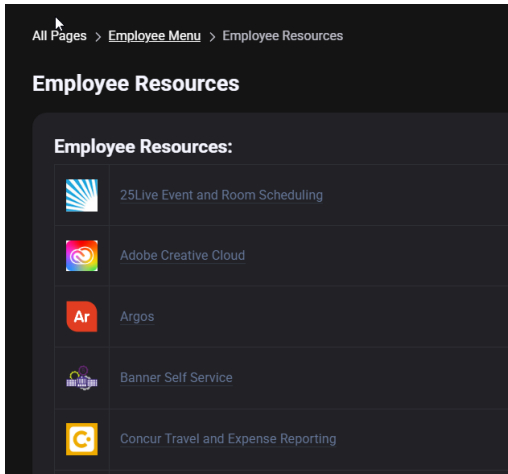 All Pages > Employee Menu > Employee Resources
Employee Resources
Employee Resources:
25Live Event and Room Scheduling
Adobe Creative Cloud
Ar Argos
Banner Self Service
C Concur Travel and Expense Reporting